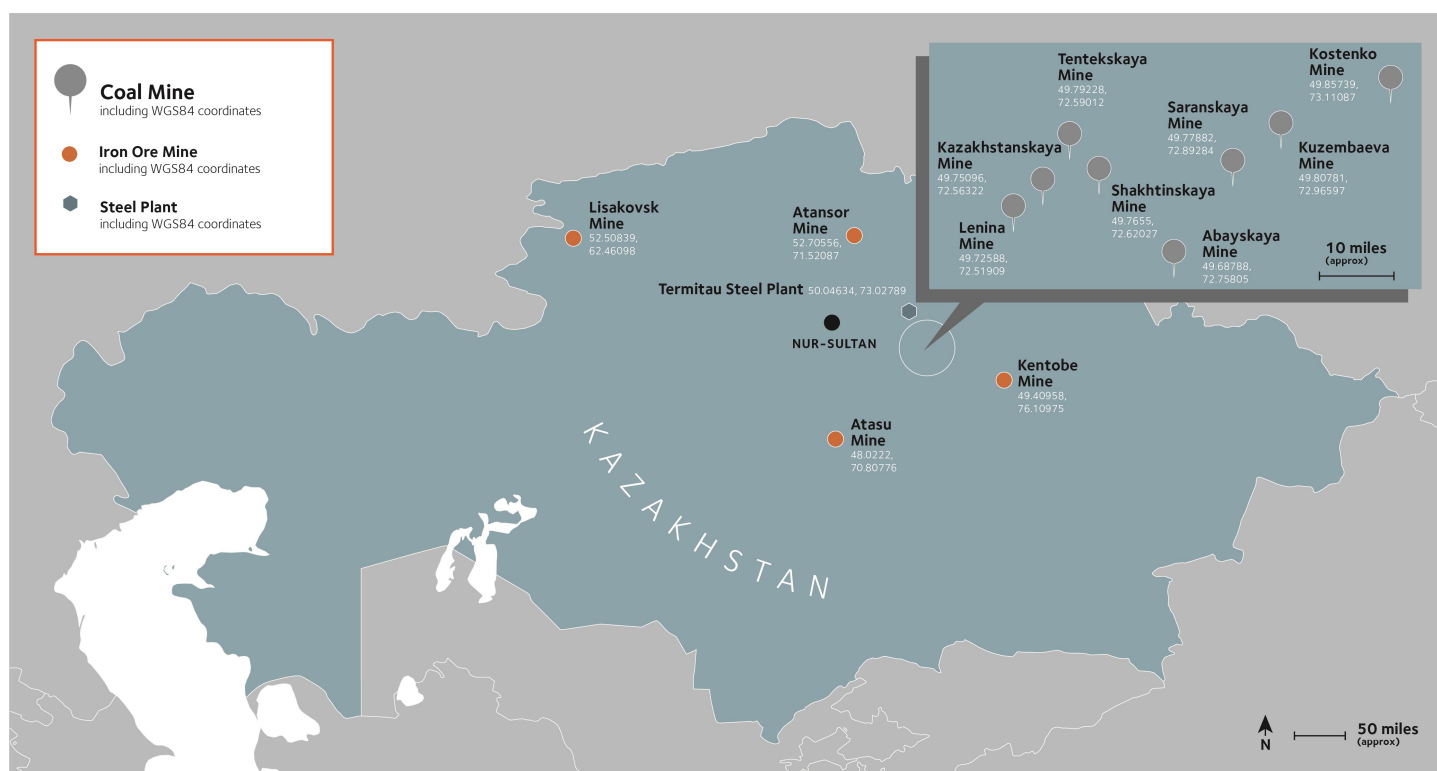 Coal Mine
including WGS84 coordinates
Iron Ore Mine
including WGS84 coordinates
Steel Plant
including WGS84 coordinates
Tentekskaya
Mine
49.79228,
72.59012
Kostenko
Mine
49.85739,
73.11087
Saranskaya
Mine
49.77882,
72.89284
Kazakhstanskaya
Mine
49.75096,
72.56322
Kuzembaeva
Mine
49.80781,
72.96597
Shakhtinskaya
Mine
49.7655,
72.62027
Lenina
Mine
49.72588,
72.51909
Abayskaya
Mine
49.68788,
72.75805
10 miles
(approx)
Lisakovsk
Mine
52.50839,
62.46098
Atansor
Mine
52.70556,
71.52087
Termitau Steel Plant 50.04634, 73.02789
NUR-SULTAN
Kentobe
Mine
49.40958,
76.10975
Atasu
Mine
48.0222,
70.80776
KAZAKHSTAN
N
50 miles
(approx)